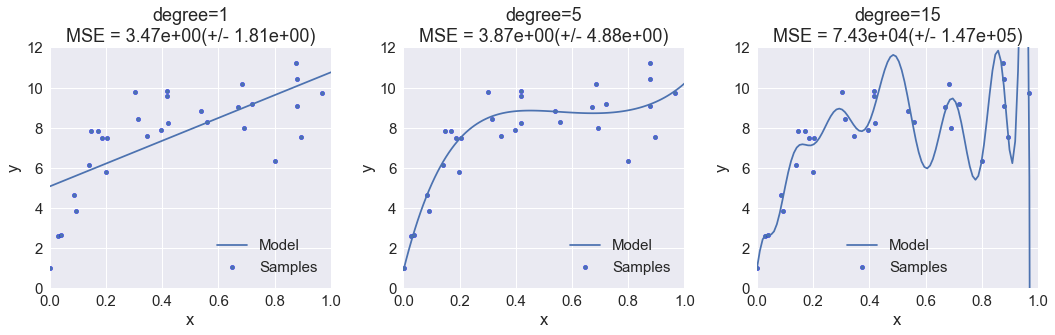 degree=1
MSE = 3.47e+00(+/- 1.81e+00)
12
10
8
6
4
2
0
y
0.0 0.2 0.4 0.6 0.8 1.0
x
Model
Samples
degree=5
MSE = 3.87e+00(+/- 4.88e+00)
12
10
8
6
4
2
0
y
0.0 0.2 0.4 0.6 0.8 1.0
x
Model
Samples
degree=15
MSE = 7.43e+04(+/- 1.47e+05)
12
10
8
6
4
2
0
y
0.0 0.2 0.4 0.6 0.8 1.0
x
Model
Samples